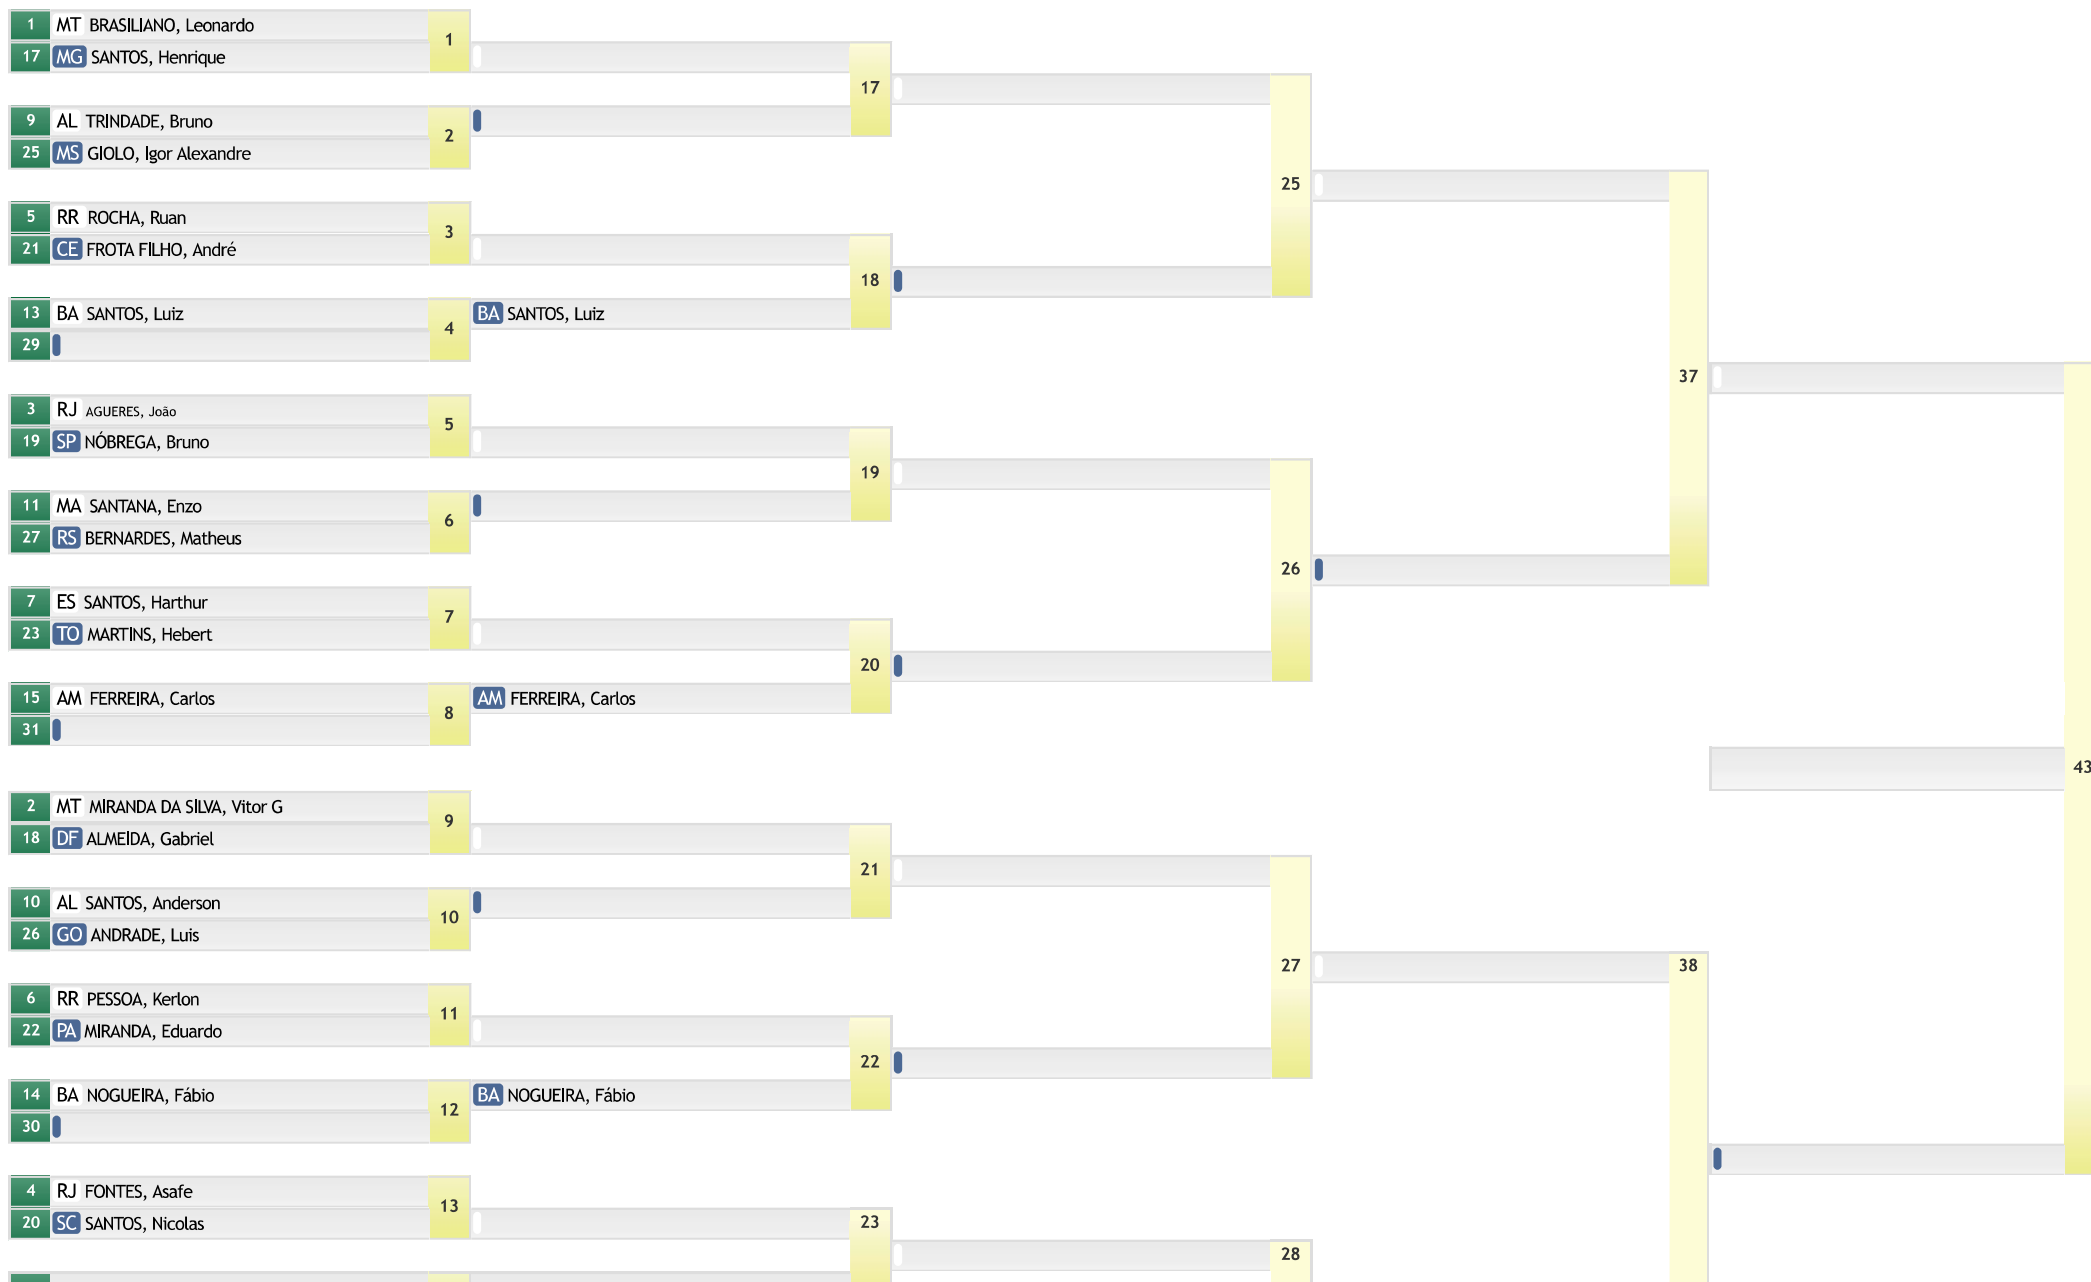 1 MT BRASILIANO, Leonardo
1
17 MG SANTOS, Henrique
17
9 AL TRINDADE, Bruno
2
25 MS GIOLO, Igor Alexandre
25
5 RR ROCHA, Ruan
3
21 CE FROTA FILHO, André
18
13 BA SANTOS, Luiz
4
BA SANTOS, Luiz
29
37
3 RJ AGUERES, João
5
19 SP NÓBREGA, Bruno
19
11 MA SANTANA, Enzo
6
27 RS BERNARDES, Matheus
26
7 ES SANTOS, Harthur
7
23 TO MARTINS, Hebert
20
15 AM FERREIRA, Carlos
8
AM FERREIRA, Carlos
31
43
2 MT MIRANDA DA SILVA, Vitor G
9
18 DF ALMEIDA, Gabriel
21
10 AL SANTOS, Anderson
10
26 GO ANDRADE, Luis
27
38
6 RR PESSOA, Kerlon
11
22 PA MIRANDA, Eduardo
22
14 BA NOGUEIRA, Fábio
12
BA NOGUEIRA, Fábio
30
4 RJ FONTES, Asafe
13
20 SC SANTOS, Nicolas
23
28